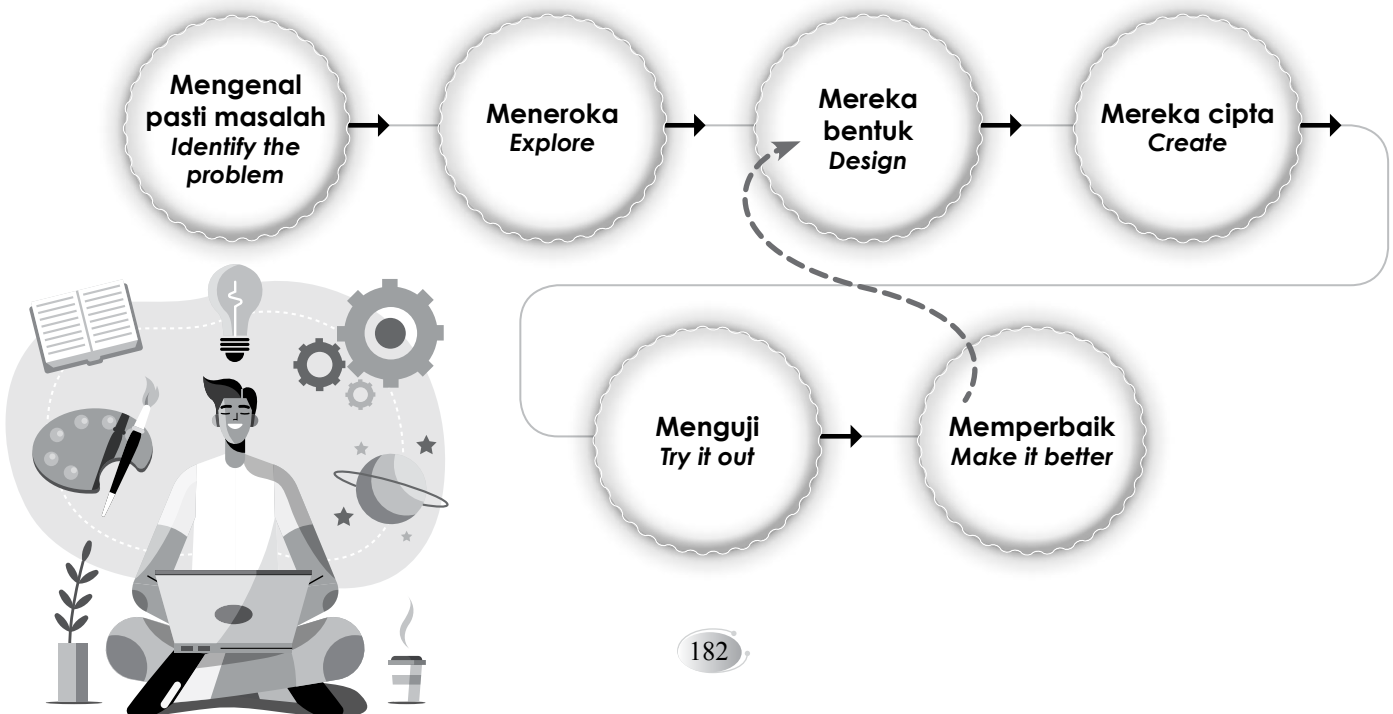 Mengenal
pasti masalah
Identify the
problem
Meneroka
Explore
Mereka
bentuk
Design
Mereka cipta
Create
Menguji
Try it out
Memperbaik
Make it better
182